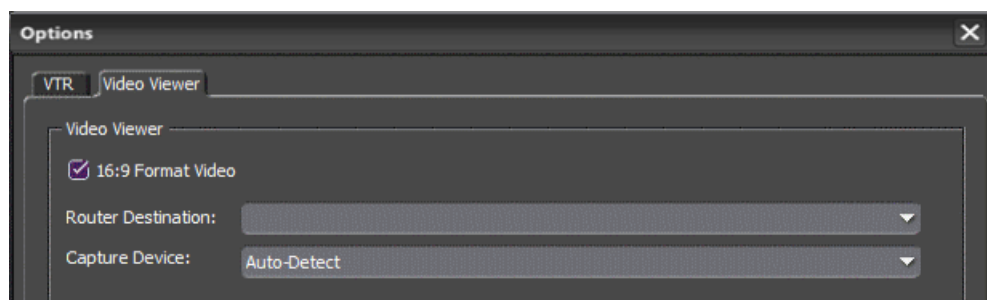 Options
VTR Video Viewer
Video Viewer
16:9 Format Video
Router Destination:
Capture Device: Auto-Detect